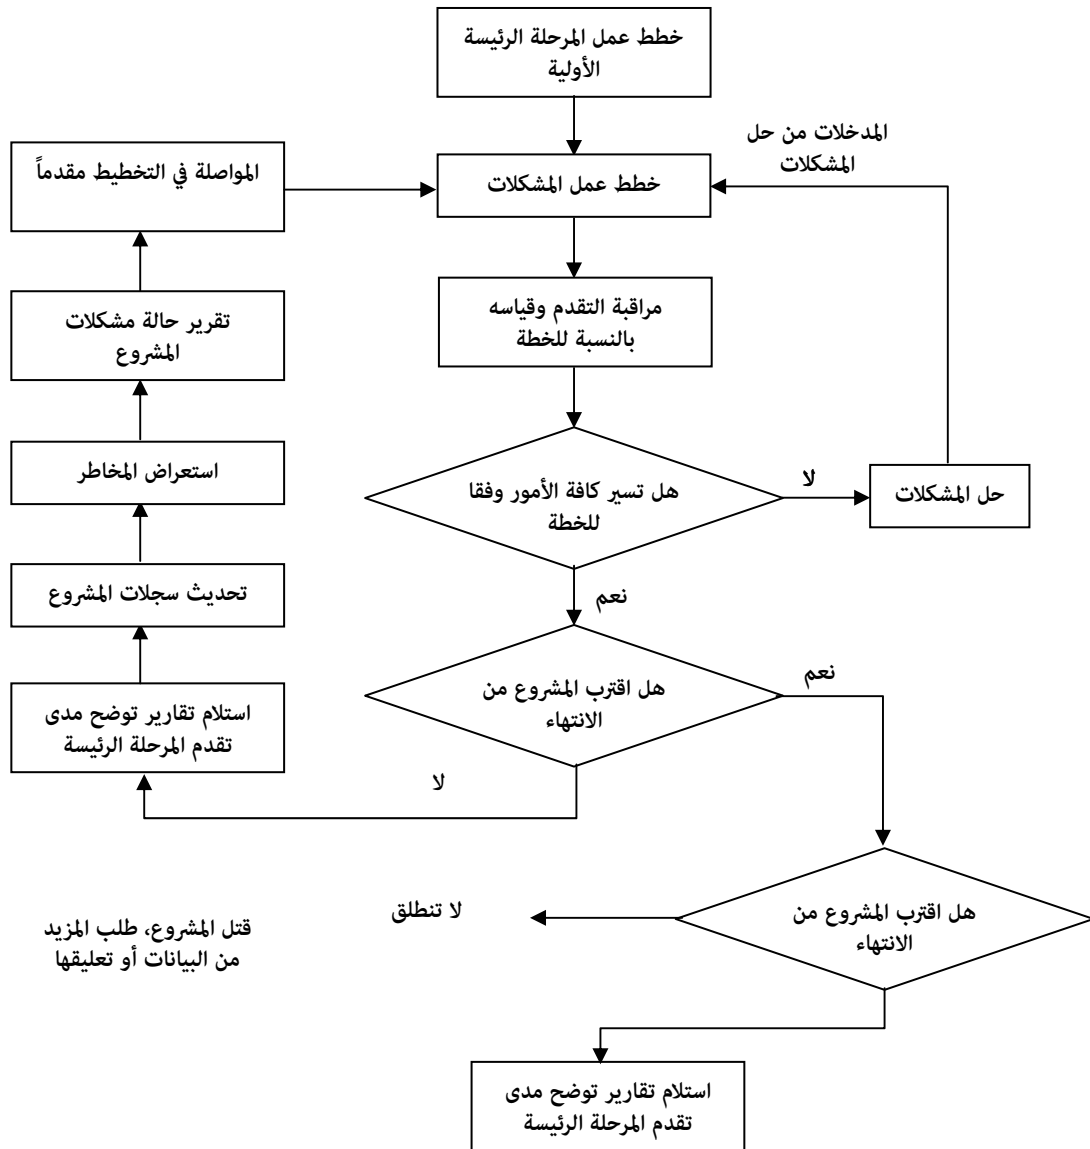 خطط عمل المرحلة الرئيسة
الأولية
المدخلات من حل
المشكلات
المواصلة في التخطيط مقدماً
خطط عمل المشكلات
مراقبة التقدم وقياسه
بالنسبة للخطة
تقرير حالة مشكلات
المشروع
استعراض المخاطر
هل تسير كافة الأمور وفقا
للخطة
لا
حل المشكلات
نعم
تحديث سجلات المشروع
هل اقترب المشروع من
الانتهاء
نعم
استلام تقارير توضح مدى
تقدم المرحلة الرئيسة
لا
هل اقترب المشروع من
الانتهاء
لا تنطلق
قتل المشروع، طلب المزيد
من البيانات أو تعليقها
استلام تقارير توضح مدى
تقدم المرحلة الرئيسة